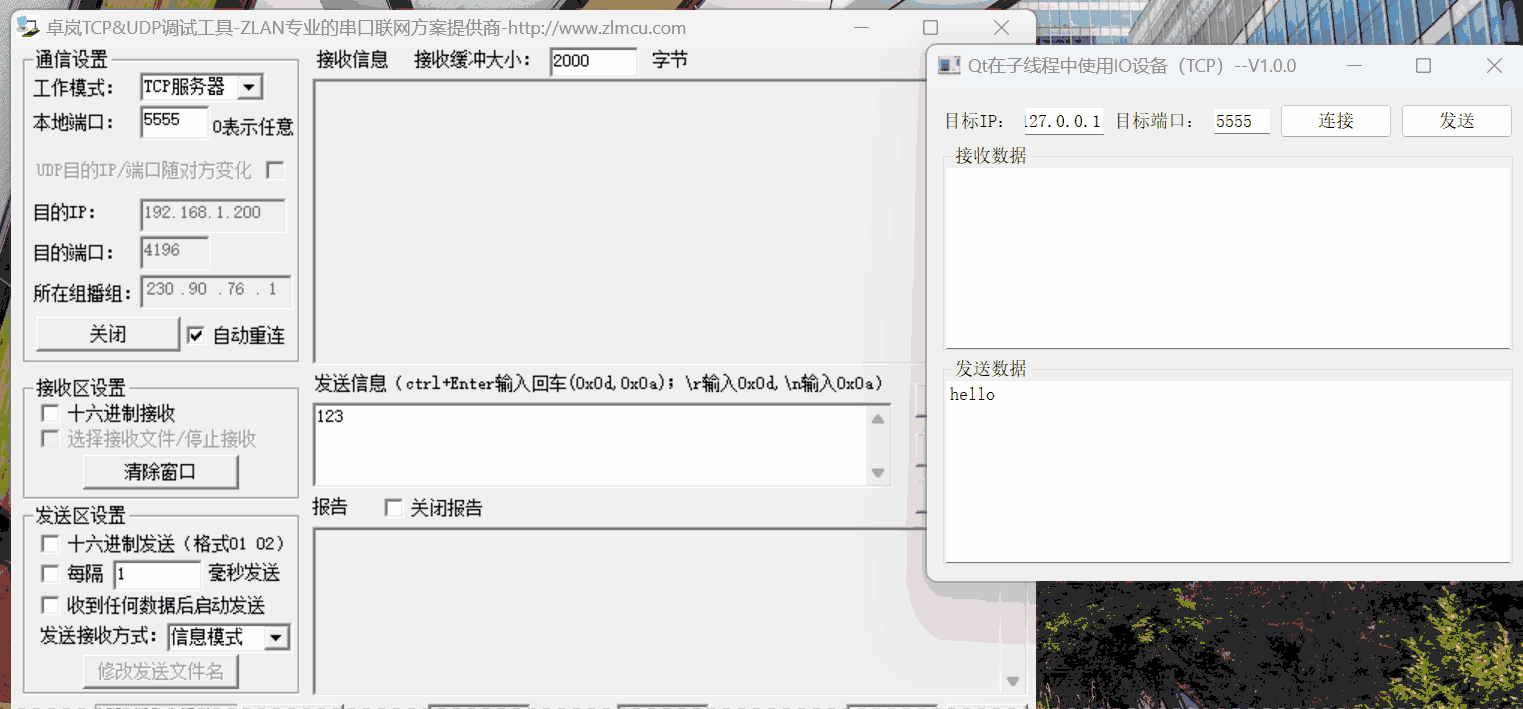 卓岚TCP&UDP调试工具-ZLAN专业的串口联网方案提供商-http://www.zlmcu.com
通信设置
工作模式： TCP服务器
本地端口： 5555 0表示任意
UDP目的IP/端口随对方变化
目的IP： 192.168.1.200
目的端口： 4196
所在组播组： 230 .90 .76 . 1
关闭 自动重连
接收区设置
十六进制接收
选择接收文件/停止接收
清除窗口
发送区设置
十六进制发送（格式01 02）
每隔 1 毫秒发送
收到任何数据后启动发送
发送接收方式： 信息模式
修改发送文件名
接收信息 接收缓冲大小： 2000 字节
发送信息（ctrl+Enter输入回车(0x0d,0x0a)；\r输入0x0d,\n输入0x0a）
123
报告 关闭报告
Qt在子线程中使用IO设备（TCP）--V1.0.0
目标IP： 127.0.0.1 目标端口： 5555 连接 发送
接收数据
发送数据
hello